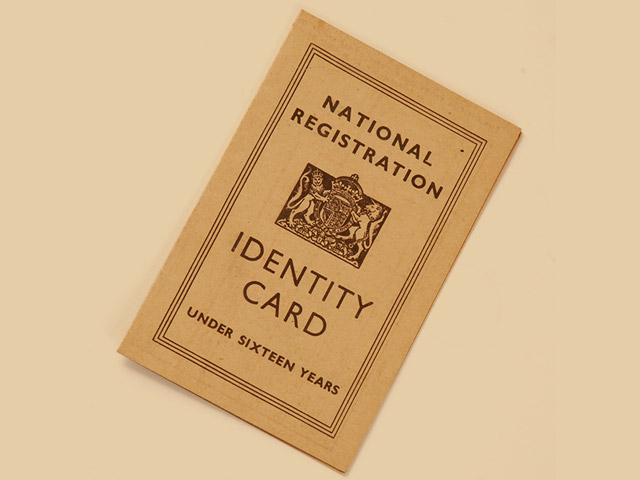 NATIONAL
REGISTRATION
IDENTITY
CARD
UNDER SIXTEEN YEARS